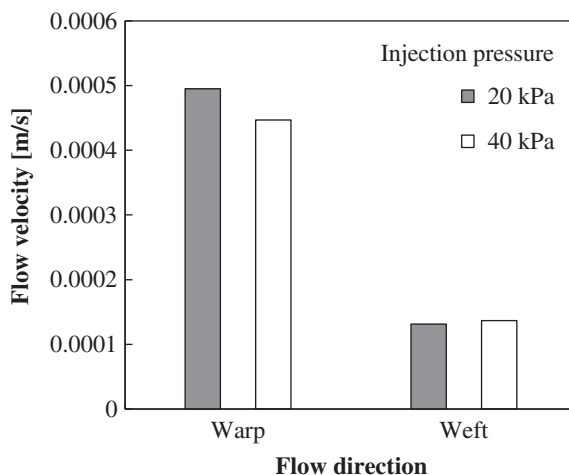 0.0006
0.0005
0.0004
0.0003
0.0002
0.0001
0
Flow velocity [m/s]
Injection pressure
20 kPa
40 kPa
Warp
Weft
Flow direction